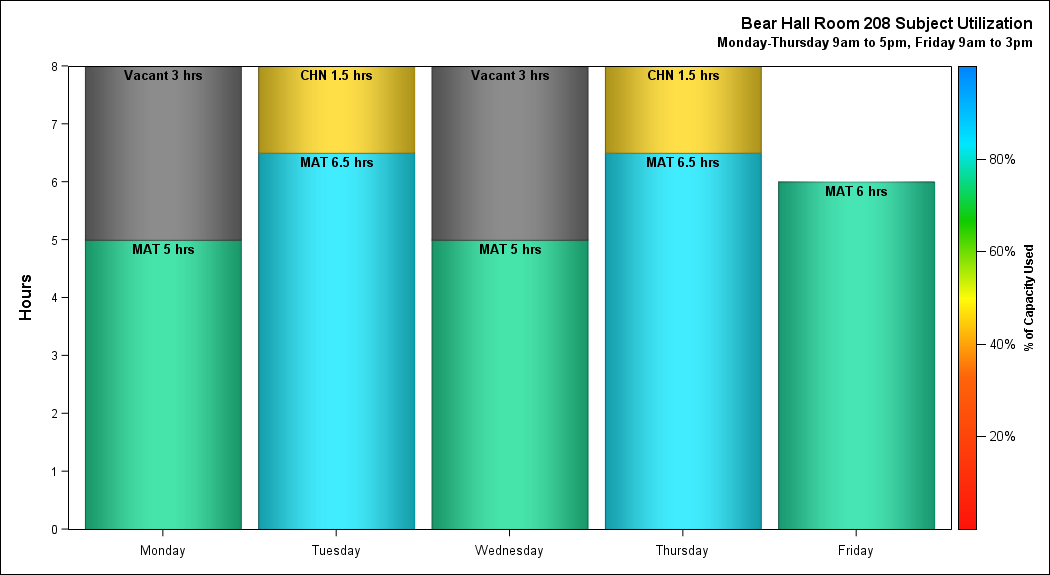 Bear Hall Room 208 Subject Utilization
Monday-Thursday 9am to 5pm, Friday 9am to 3pm
Hours
8
7
6
5
4
3
2
1
0
Vacant 3 hrs
MAT 5 hrs
CHN 1.5 hrs
MAT 6.5 hrs
Vacant 3 hrs
MAT 5 hrs
CHN 1.5 hrs
MAT 6.5 hrs
MAT 6 hrs
Monday
Tuesday
Wednesday
Thursday
Friday
80%
60%
40%
20%
% of Capacity Used